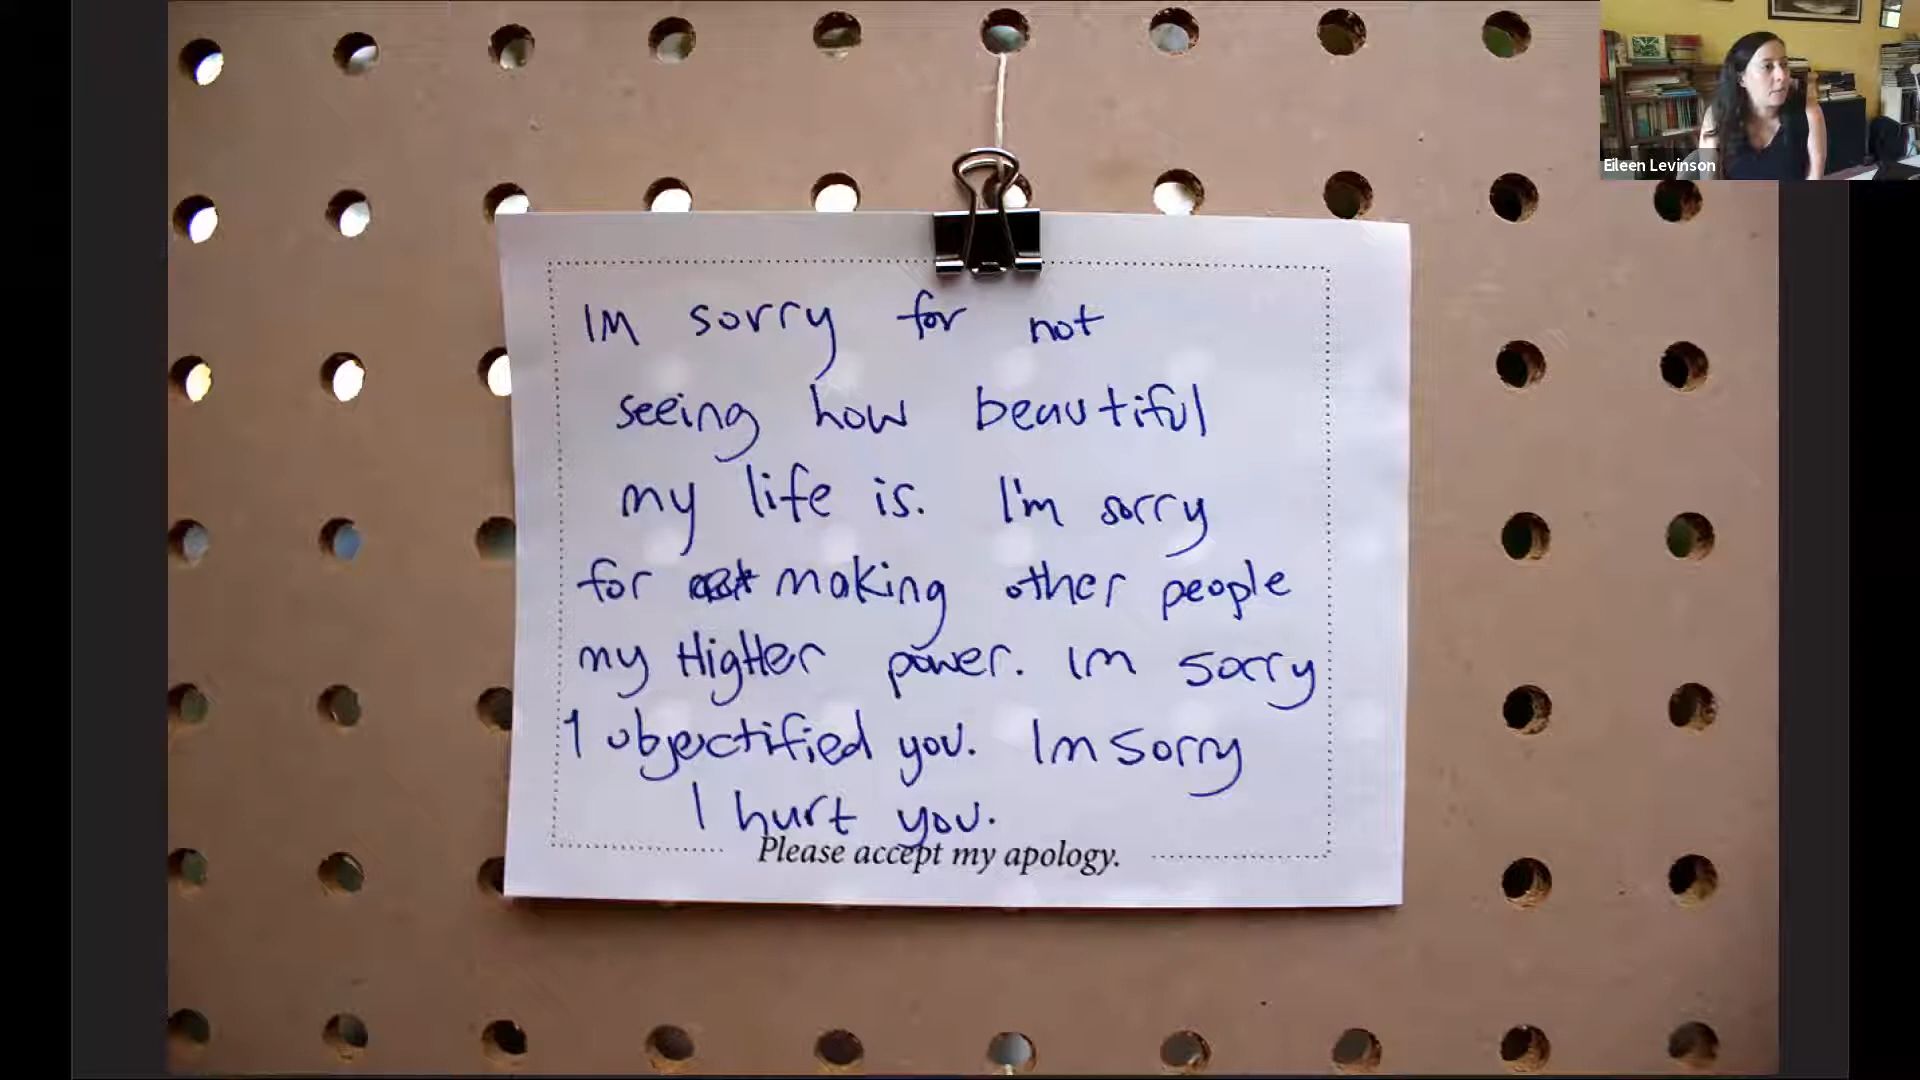 Eileen Levinson
Im sorry for not
seeing how beautiful
my life is. I'm sorry
for making other people
my Higher power. Im sorry
I objectified you. Im sorry
I hurt you.
Please accept my apology.